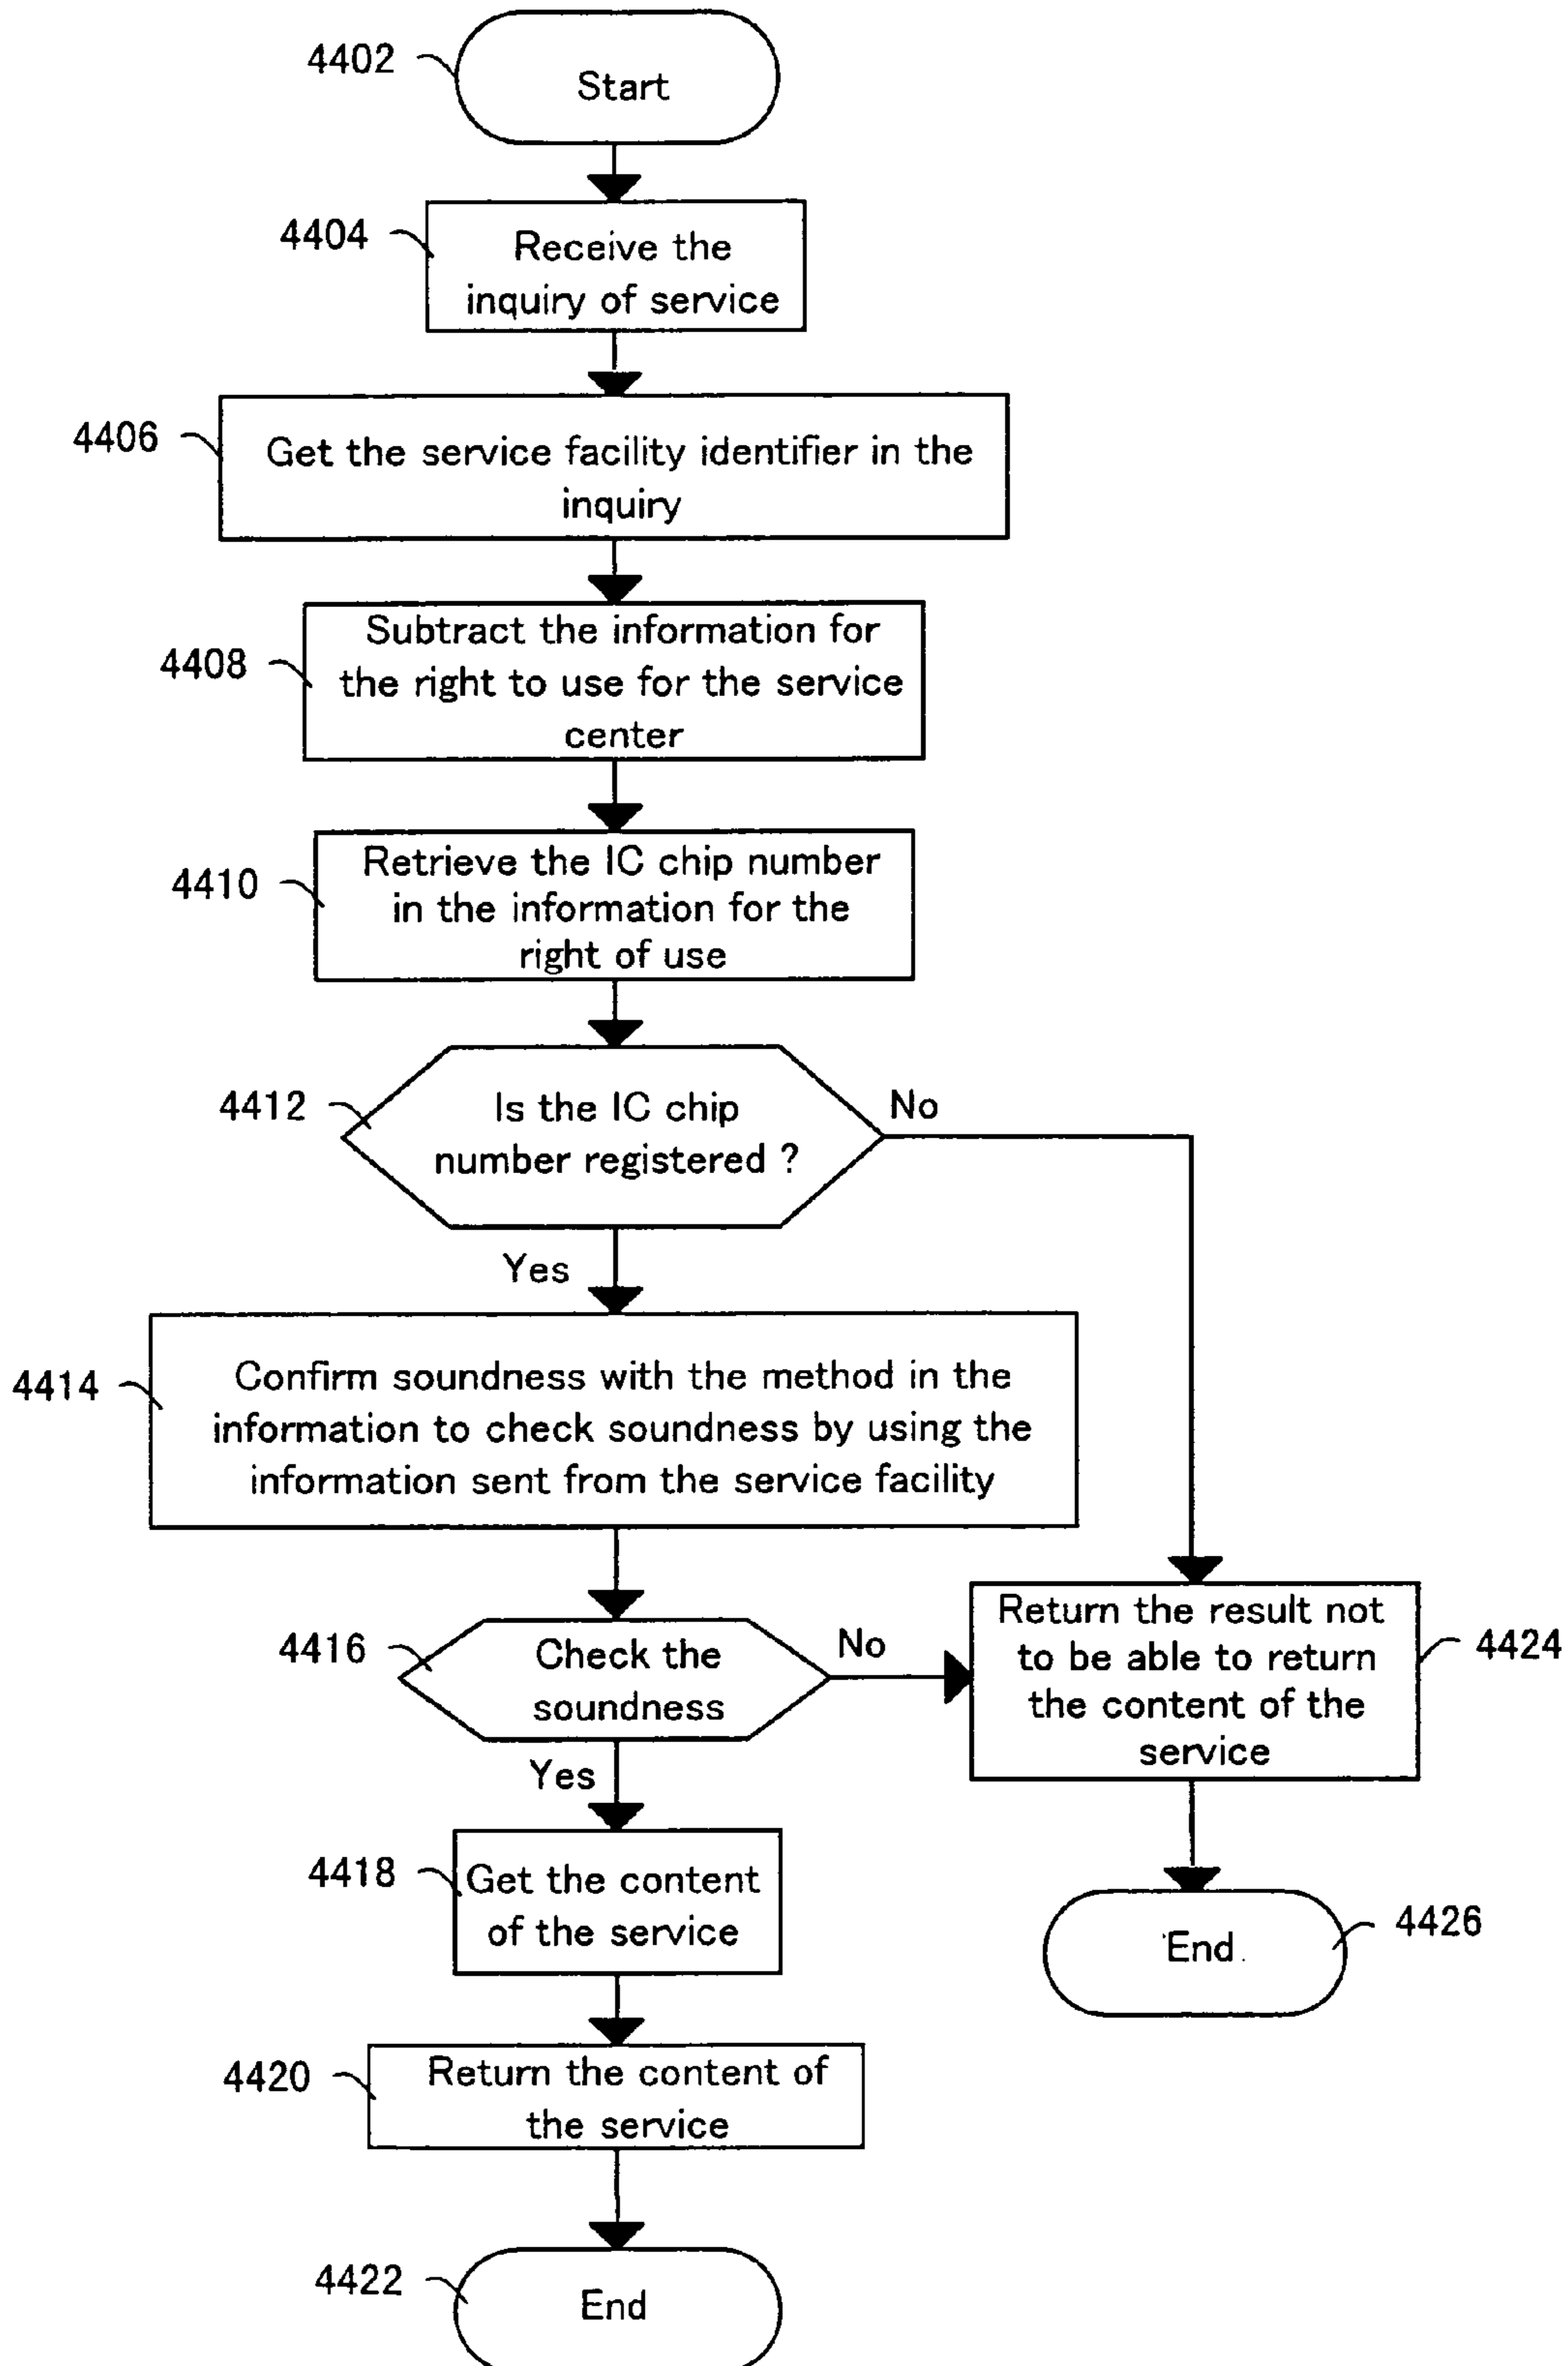 4402
Start
4404
Receive the
inquiry of service
4406
Get the service facility identifier in the
inquiry
4408
Subtract the information for
the right to use for the service
center
4410
Retrieve the IC chip number
in the information for the
right of use
4412
Is the IC chip
number registered ?
No
Yes
4414
Confirm soundness with the method in the
information to check soundness by using the
information sent from the service facility
4416
Check the
soundness
No
Yes
Return the result not
to be able to return
the content of the
service
4424
4418
Get the content
of the service
End
4426
4420
Return the content of
the service
4422
End